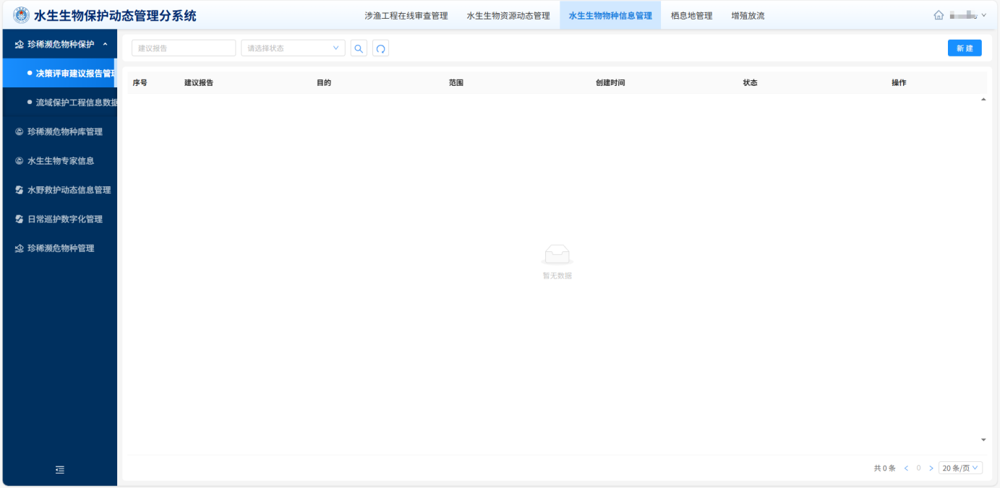 水生生物保护动态管理分系统
涉渔工程在线审查管理 水生生物资源动态管理 水生生物物种信息管理 栖息地管理 增殖放流
珍稀濒危物种保护
决策评审建议报告管理
流域保护工程信息数据
珍稀濒危物种库管理
水生生物专家信息
水野救护动态信息管理
日常巡护数字化管理
珍稀濒危物种管理
建议报告 请选择状态 新建
序号 建议报告 目的 范围 创建时间 状态 操作
暂无数据
共0条 < 0 > 20条/页